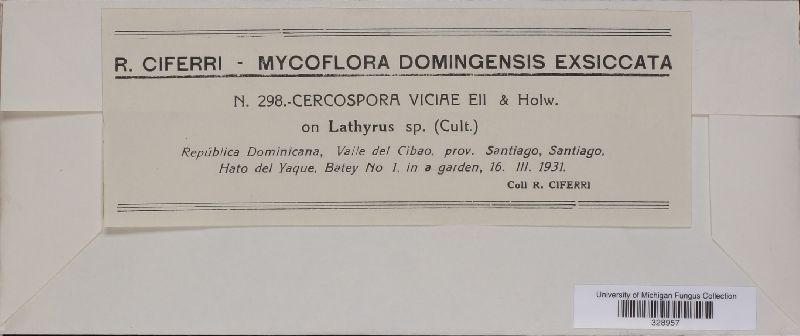 R. CIFERRI - MYCOFLORA DOMINGENSIS EXSICCATA
N. 298.-CERCOSPORA VICIAE Ell & Holw.
on Lathyrus sp. (Cult.)
República Dominicana, Valle del Cibao, prov. Santiago, Santiago,
Hato del Yaque, Batey No 1, in a garden, 16. III. 1931.
Coll R. CIFERRI
University of Michigan Fungus Collection
328957